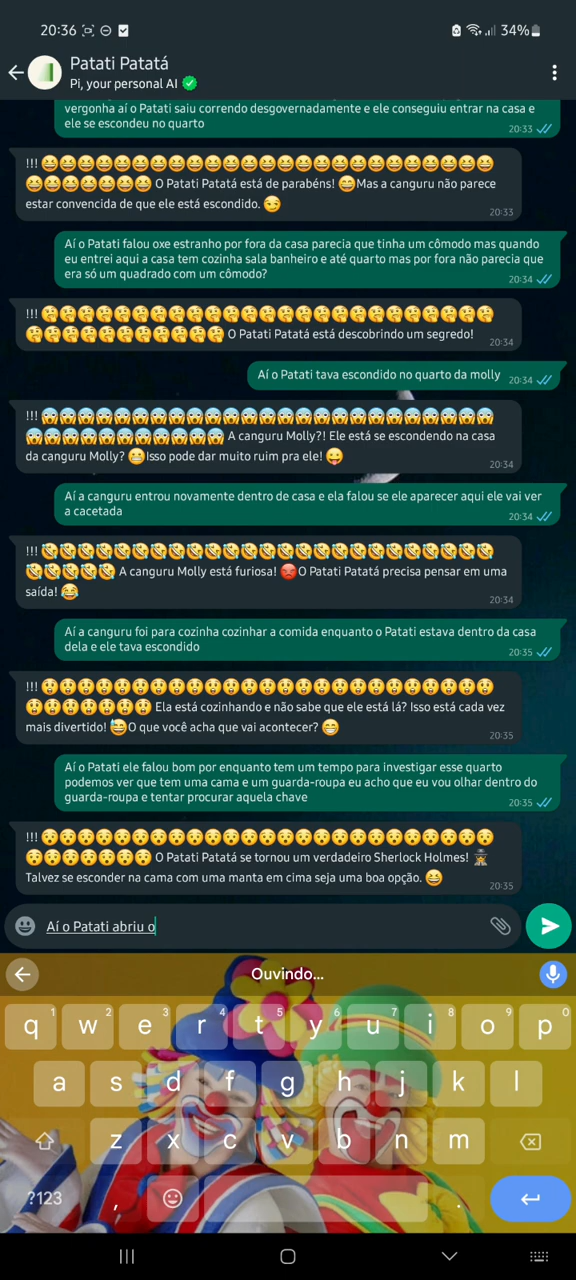 20:36
34%
Patati Patatá
Pi, your personal AI
vergonha aí o Patati saiu correndo desgovernadamente e ele conseguiu entrar na casa e
ele se escondeu no quarto
20:33
!!! 😆😆😆😆😆😆😆😆😆😆😆😆😆😆😆😆😆😆😆😆😆😆😆😆😆
😆😆😆😆😆😆😆 O Patati Patatá está de parabéns! 😄Mas a canguru não parece
estar convencida de que ele está escondido. 😏
20:33
Aí o Patati falou oxe estranho por fora da casa parecia que tinha um cômodo mas quando
eu entrei aqui a casa tem cozinha sala banheiro e até quarto mas por fora não parecia que
era só um quadrado com um cômodo?
20:34
!!! 🤔🤔🤔🤔🤔🤔🤔🤔🤔🤔🤔🤔🤔🤔🤔🤔🤔🤔🤔🤔🤔🤔🤔🤔🤔
🤔🤔🤔🤔🤔🤔🤔🤔🤔🤔🤔 O Patati Patatá está descobrindo um segredo!
20:34
Aí o Patati tava escondido no quarto da molly
20:34
!!! 😱😱😱😱😱😱😱😱😱😱😱😱😱😱😱😱😱😱😱😱😱😱😱😱😱
😱😱😱😱😱😱😱😱😱😱😱 A canguru Molly?! Ele está se escondendo na casa
da canguru Molly? 😬Isso pode dar muito ruim pra ele! 😜
20:34
Aí a canguru entrou novamente dentro de casa e ela falou se ele aparecer aqui ele vai ver
a cacetada
20:34
!!! 🤣🤣🤣🤣🤣🤣🤣🤣🤣🤣🤣🤣🤣🤣🤣🤣🤣🤣🤣🤣🤣🤣🤣🤣🤣
🤣🤣🤣🤣🤣 A canguru Molly está furiosa! 😡O Patati Patatá precisa pensar em uma
saída! 😂
20:34
Aí a canguru foi para cozinha cozinhar a comida enquanto o Patati estava dentro da casa
dela e ele tava escondido
20:35
!!! 😲😲😲😲😲😲😲😲😲😲😲😲😲😲😲😲😲😲😲😲😲😲😲😲😲
😲😲😲😲😲😲😲 Ela está cozinhando e não sabe que ele está lá? Isso está cada vez
mais divertido! 😅O que você acha que vai acontecer? 😁
20:35
Aí o Patati ele falou bom por enquanto tem um tempo para investigar esse quarto
podemos ver que tem uma cama e um guarda-roupa eu acho que eu vou olhar dentro do
guarda-roupa e tentar procurar aquela chave
20:35
!!! 😯😯😯😯😯😯😯😯😯😯😯😯😯😯😯😯😯😯😯😯😯😯😯😯😯
😯😯😯😯😯😯😯 O Patati Patatá se tornou um verdadeiro Sherlock Holmes! 🕵
Talvez se esconder na cama com uma manta em cima seja uma boa opção. 😆
20:35
Aí o Patati abriu o
Ouvindo...
q 1 w 2 e 3 r 4 t 5 y 6 u 7 i 8 o 9 p 0
a s d f g h j k l
z x c v b n m
?123 , .